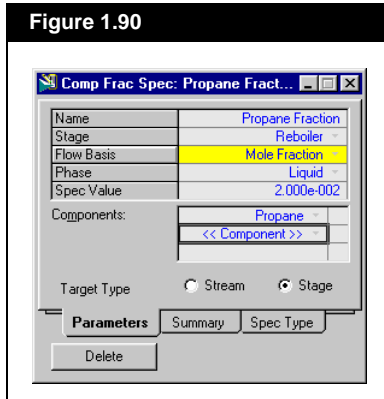 Figure 1.90
Comp Frac Spec: Propane Fract...
Name Propane Fraction
Stage Reboiler
Flow Basis Mole Fraction
Phase Liquid
Spec Value 2.000e-002
Components: Propane
<< Component >>
Target Type Stream Stage
Parameters Summary Spec Type
Delete